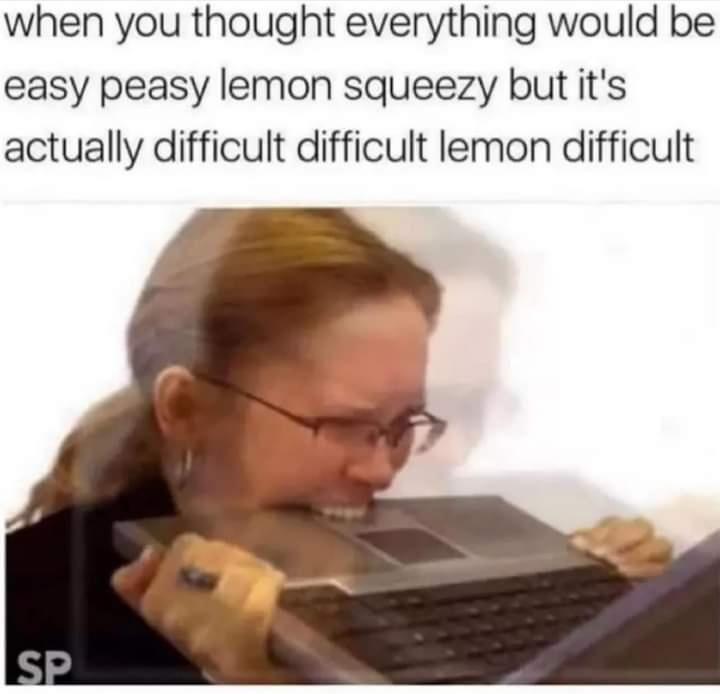 when you thought everything would be
easy peasy lemon squeezy but it's
actually difficult difficult lemon difficult
SP